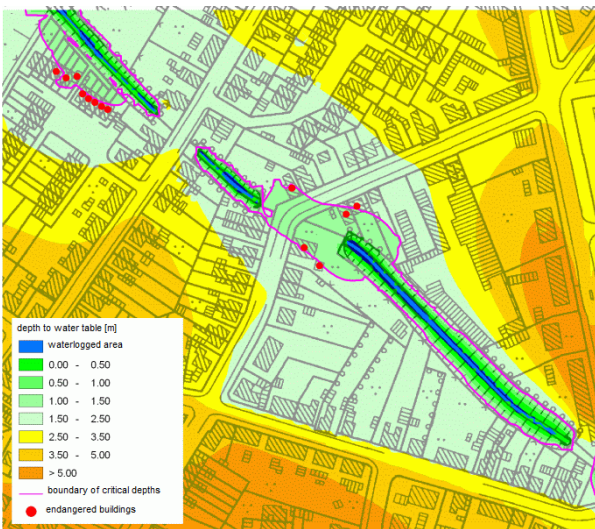 depth to water table [m]
waterlogged area
0.00 - 0.50
0.50 - 1.00
1.00 - 1.50
1.50 - 2.50
2.50 - 3.50
3.50 - 5.00
> 5.00
boundary of critical depths
endangered buildings